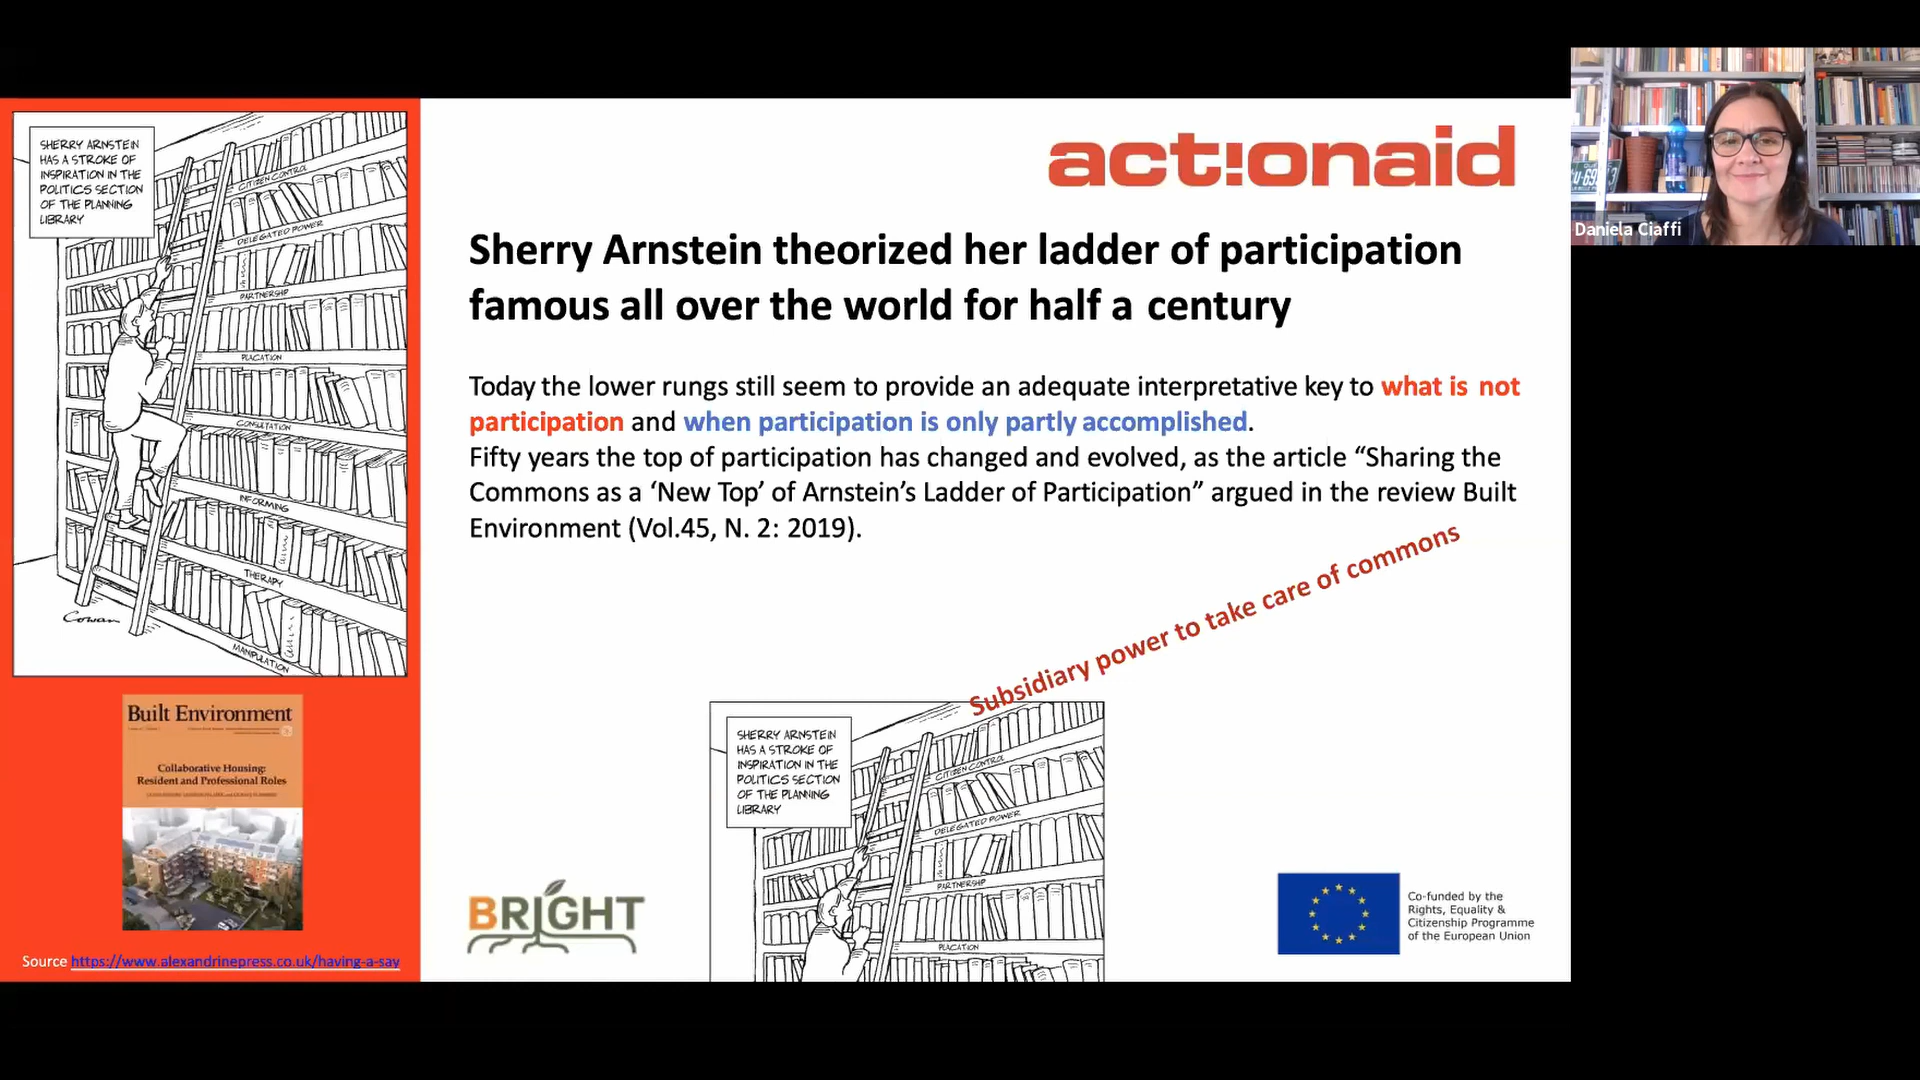 SHERRY ARNSTEIN
HAS A STROKE OF
INSPIRATION IN THE
POLITICS SECTION
OF THE PLANNING
LIBRARY
CITIZEN CONTROL
DELEGATED POWER
PARTNERSHIP
PLACATION
CONSULTATION
INFORMING
THERAPY
MANIPULATION
Cowan
Built Environment
Collaborative Housing:
Resident and Professional Roles
Source https://www.alexandrinepress.co.uk/having-a-say
act!onaid
Sherry Arnstein theorized her ladder of participation
famous all over the world for half a century
Today the lower rungs still seem to provide an adequate interpretative key to what is not
participation and when participation is only partly accomplished.
Fifty years the top of participation has changed and evolved, as the article “Sharing the
Commons as a ‘New Top’ of Arnstein’s Ladder of Participation” argued in the review Built
Environment (Vol.45, N. 2: 2019).
Subsidiary power to take care of commons
SHERRY ARNSTEIN
HAS A STROKE OF
INSPIRATION IN THE
POLITICS SECTION
OF THE PLANNING
LIBRARY
CITIZEN CONTROL
DELEGATED POWER
PARTNERSHIP
PLACATION
BRIGHT
Co-funded by the
Rights, Equality &
Citizenship Programme
of the European Union
Daniela Ciaffi